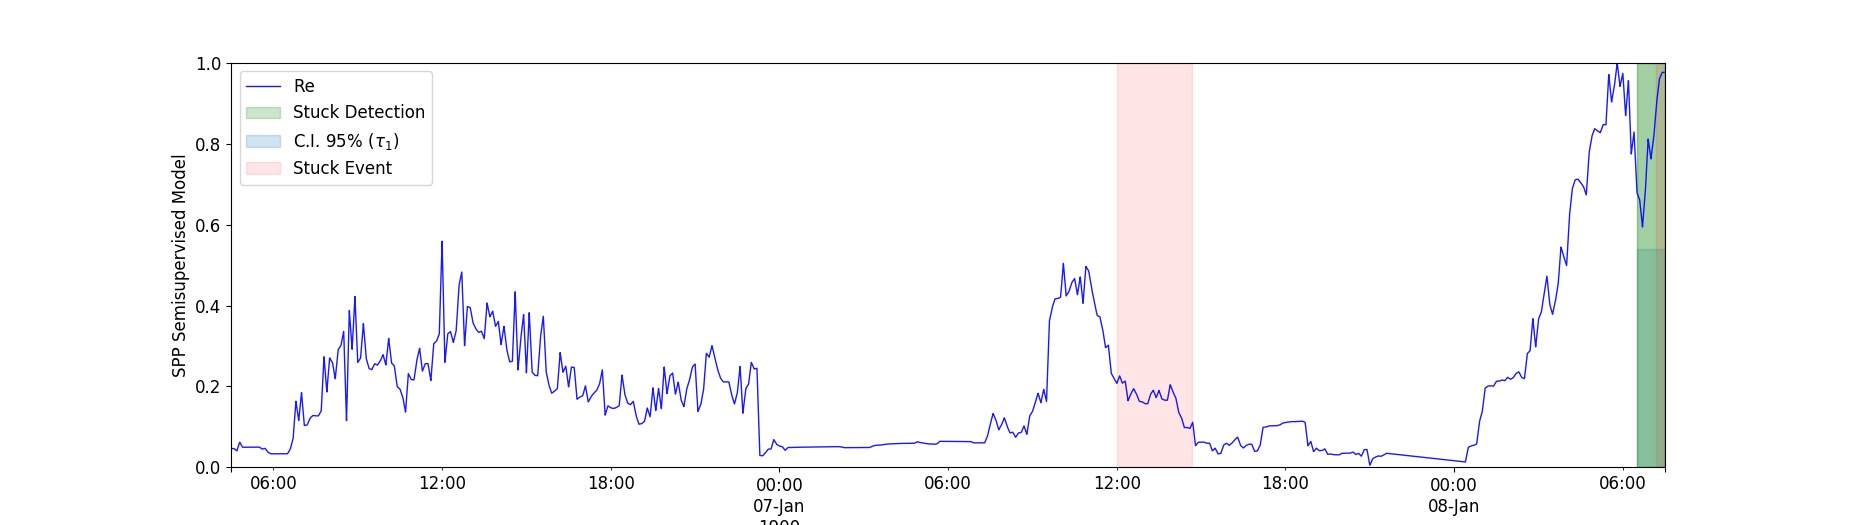 SPP Semisupervised Model
1.0
0.8
0.6
0.4
0.2
0.0
Re
Stuck Detection
C.I. 95% (τ₁)
Stuck Event
06:00 12:00 18:00 00:00 06:00 12:00 18:00 00:00 06:00
07-Jan 08-Jan
1900